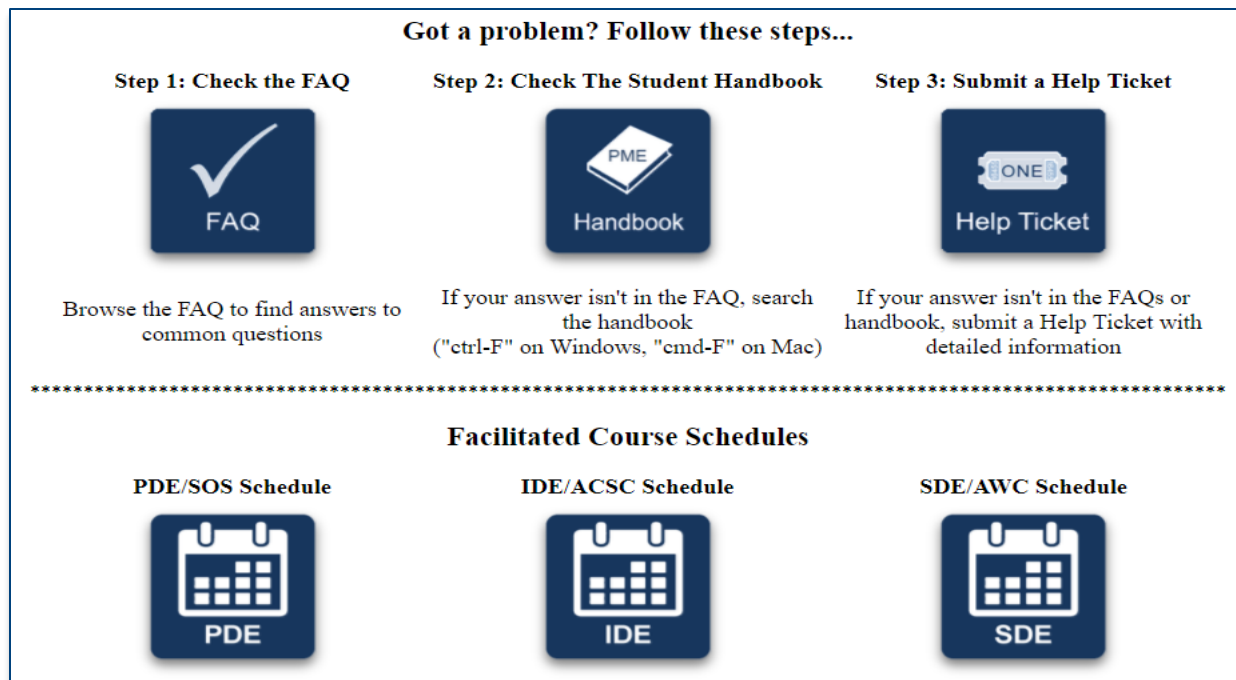 Got a problem? Follow these steps...
Step 1: Check the FAQ
Step 2: Check The Student Handbook
Step 3: Submit a Help Ticket
FAQ
PME
Handbook
ONE
Help Ticket
Browse the FAQ to find answers to
common questions
If your answer isn't in the FAQ, search
the handbook
("ctrl-F" on Windows, "cmd-F" on Mac)
If your answer isn't in the FAQs or
handbook, submit a Help Ticket with
detailed information
Facilitated Course Schedules
PDE/SOS Schedule
IDE/ACSC Schedule
SDE/AWC Schedule
PDE
IDE
SDE